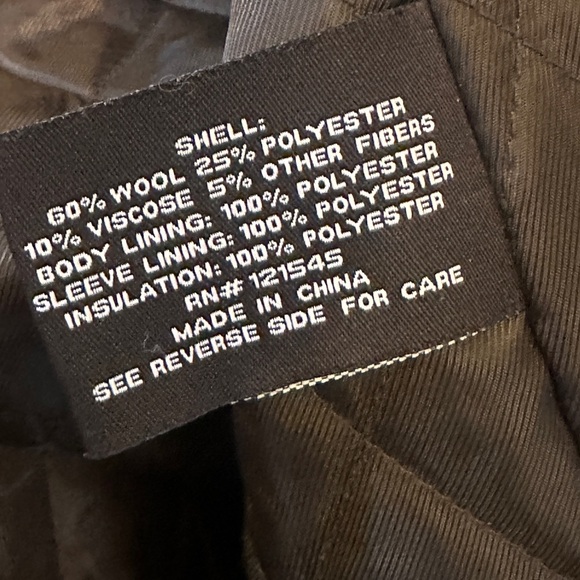 SHELL:
60% WOOL 25% POLYESTER
10% VISCOSE 5% OTHER FIBERS
BODY LINING: 100% POLYESTER
SLEEVE LINING: 100% POLYESTER
INSULATION: 100% POLYESTER
RN# 121545
MADE IN CHINA
SEE REVERSE SIDE FOR CARE